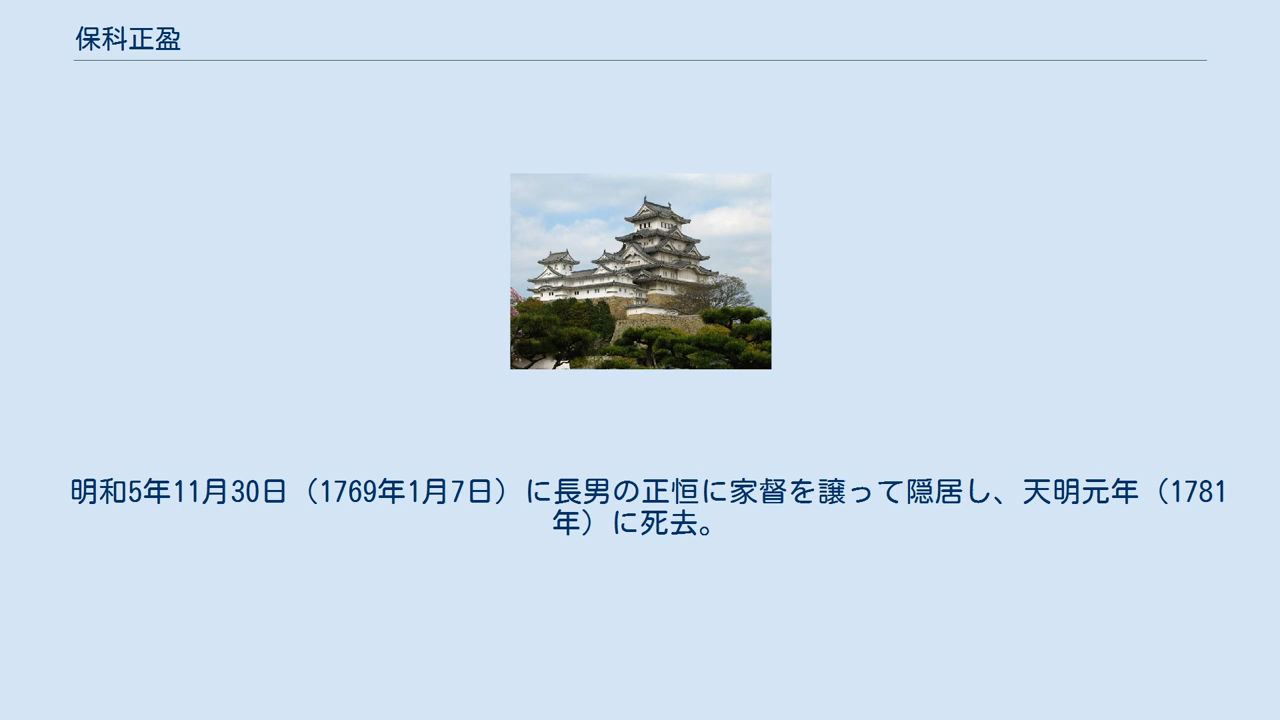 保科正盈
明和5年11月30日（1769年1月7日）に長男の正恒に家督を譲って隠居し、天明元年（1781
年）に死去。